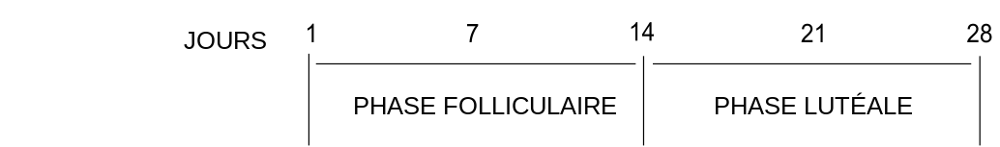 JOURS 1 7 14 21 28
PHASE FOLLICULAIRE PHASE LUTÉALE